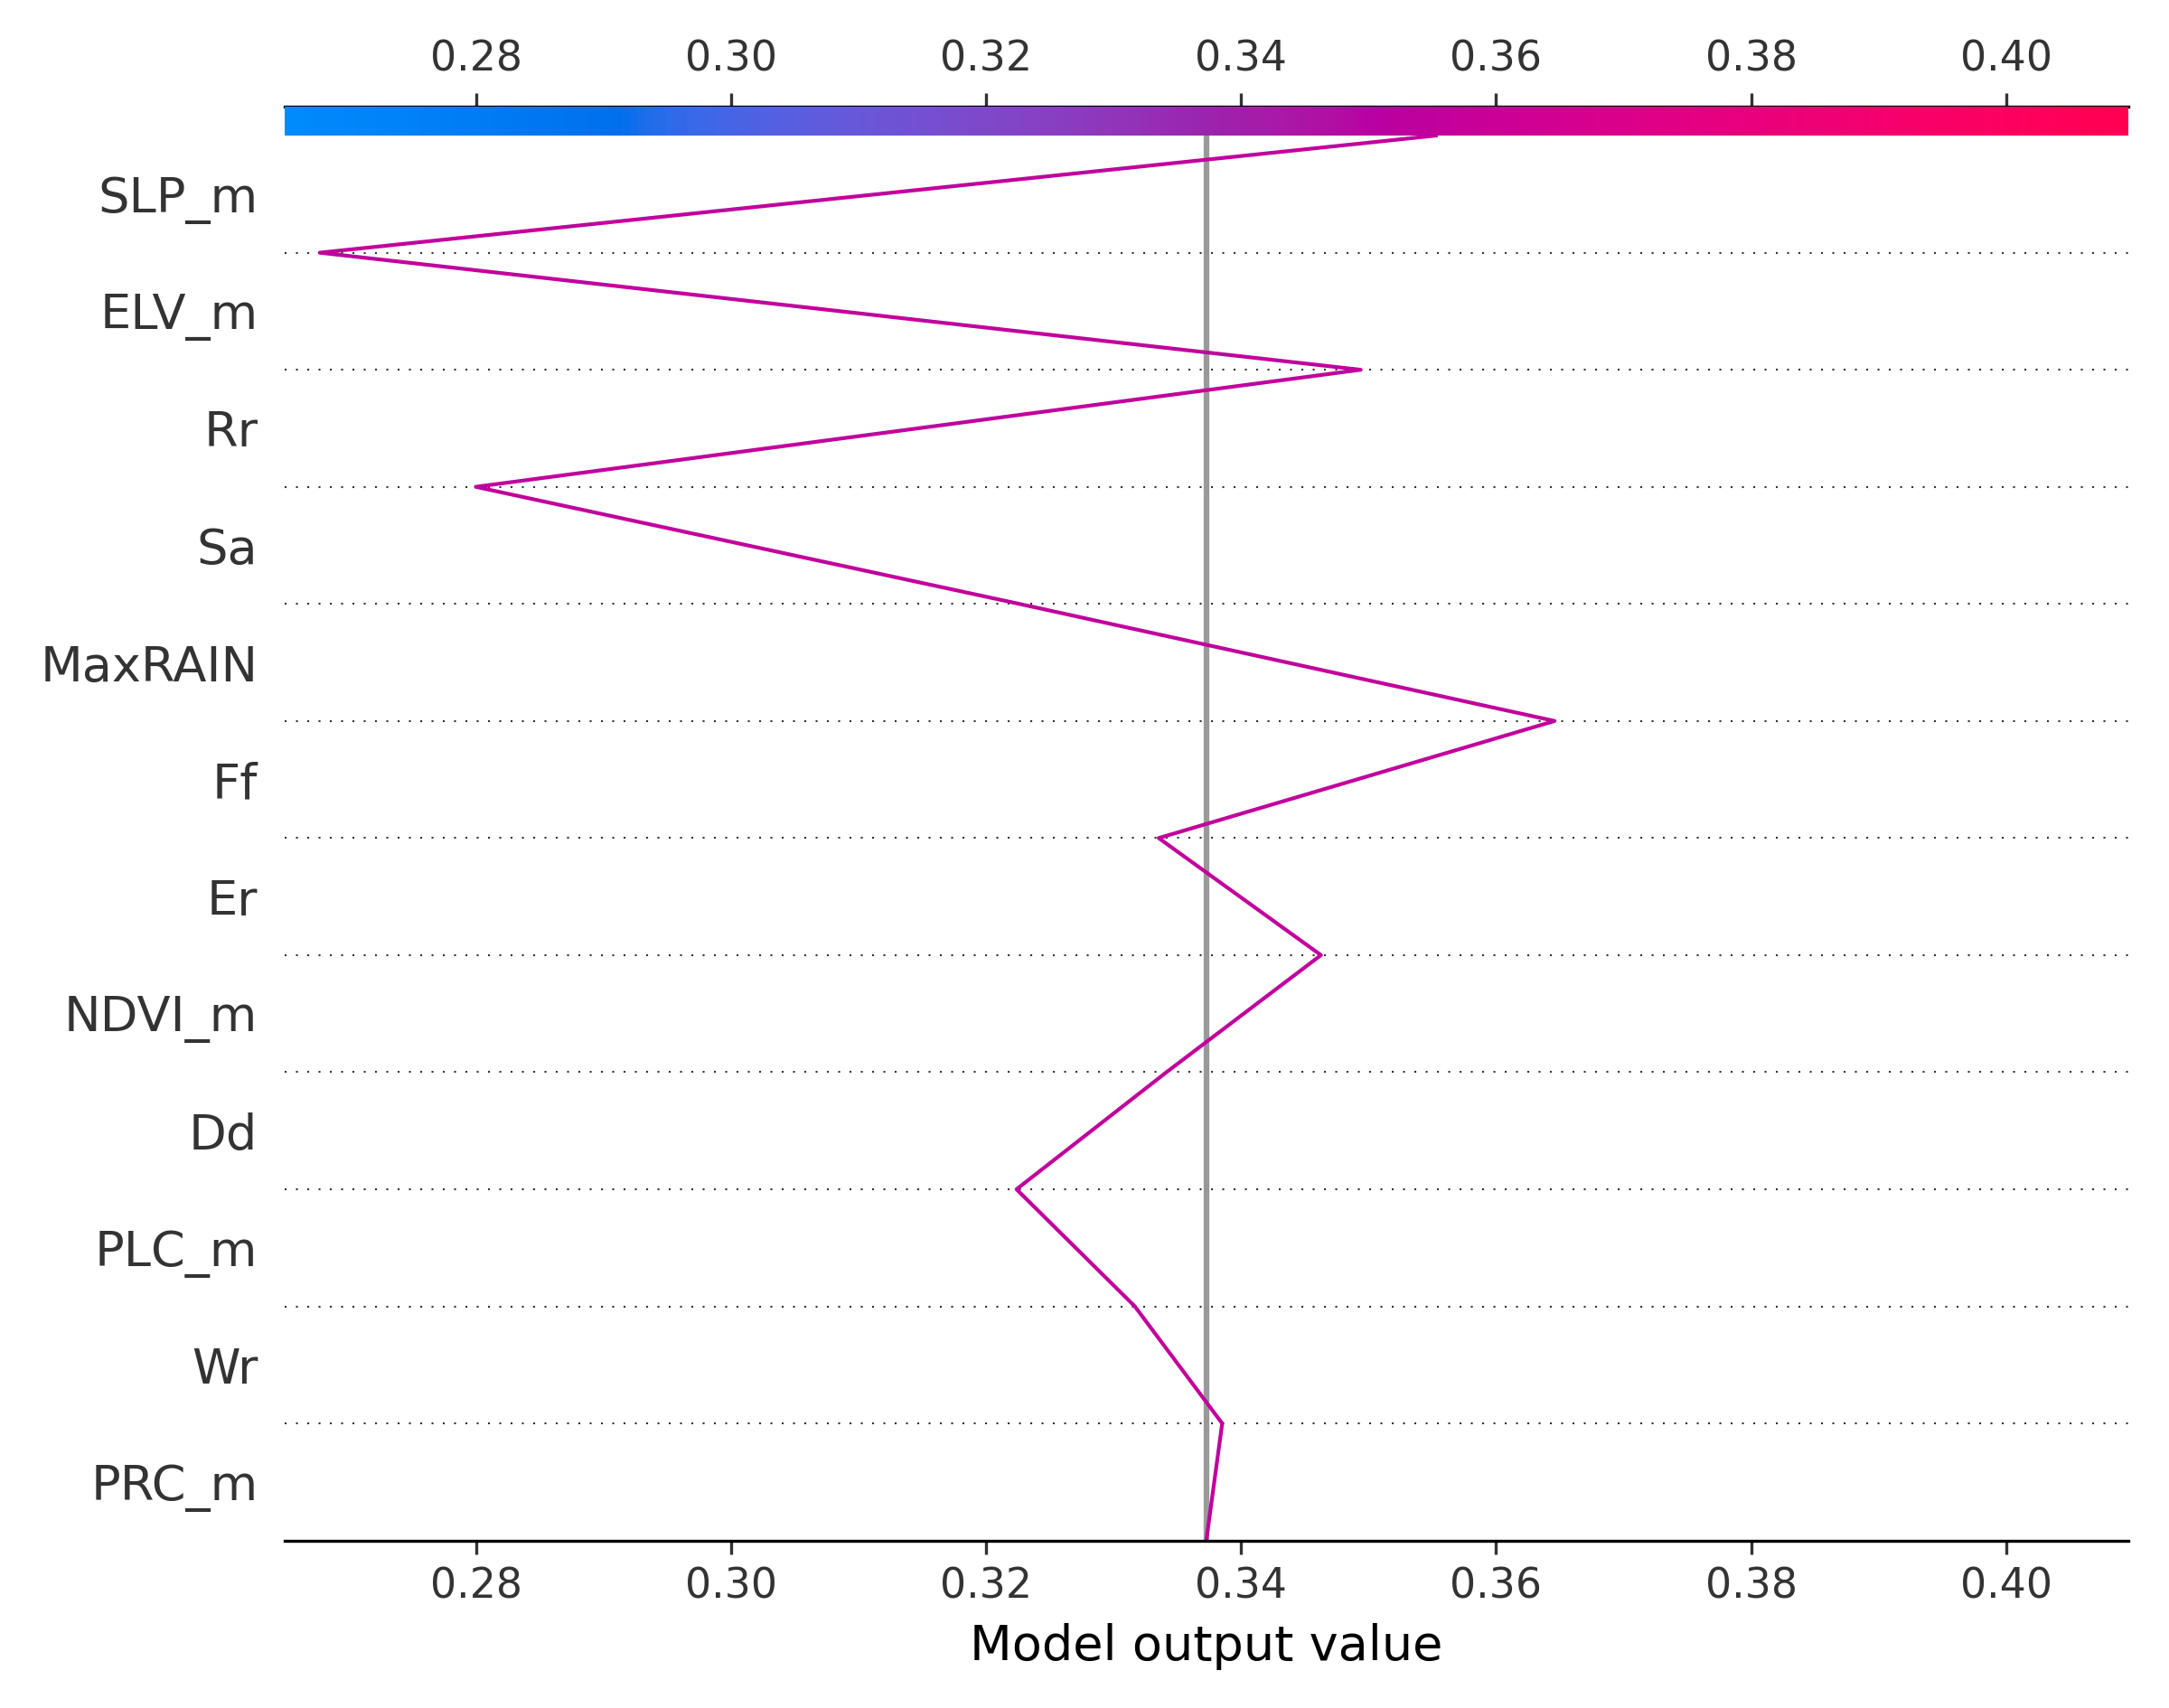 0.28 0.30 0.32 0.34 0.36 0.38 0.40
SLP_m
ELV_m
Rr
Sa
MaxRAIN
Ff
Er
NDVI_m
Dd
PLC_m
Wr
PRC_m
0.28 0.30 0.32 0.34 0.36 0.38 0.40
Model output value